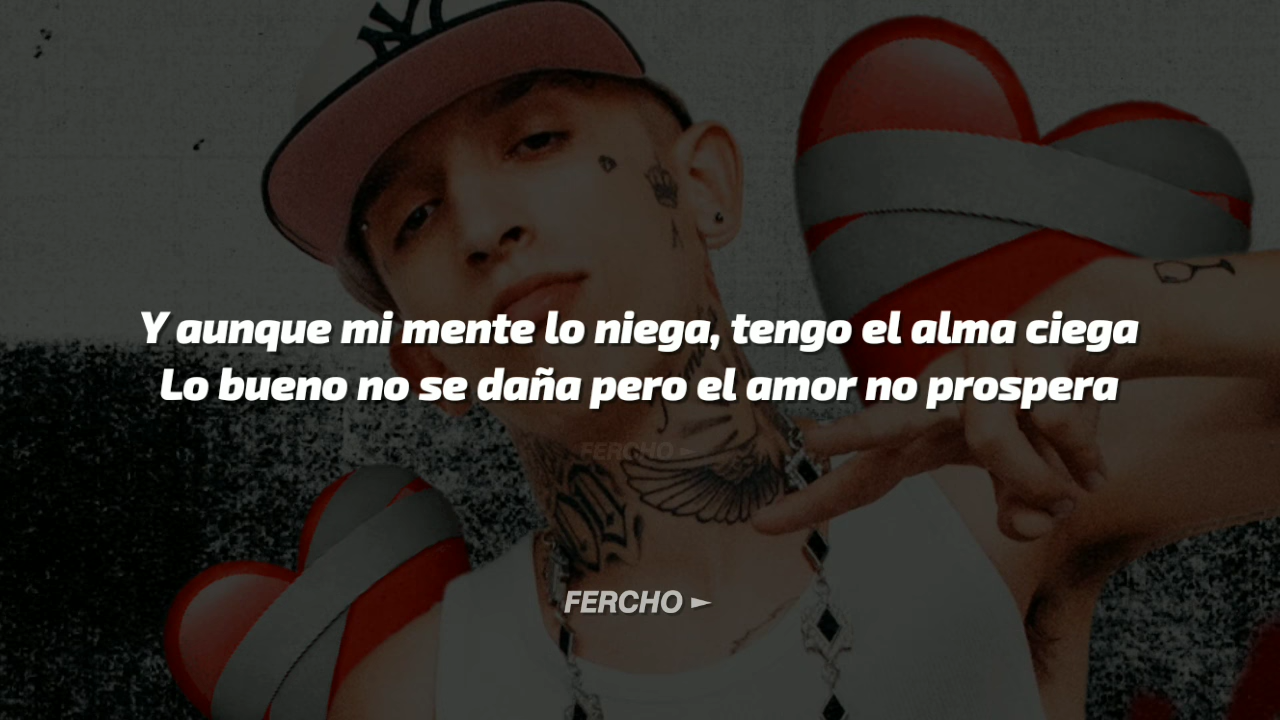 NY
Y aunque mi mente lo niega, tengo el alma ciega
Lo bueno no se daña pero el amor no prospera
FERCHO ►
FERCHO ►